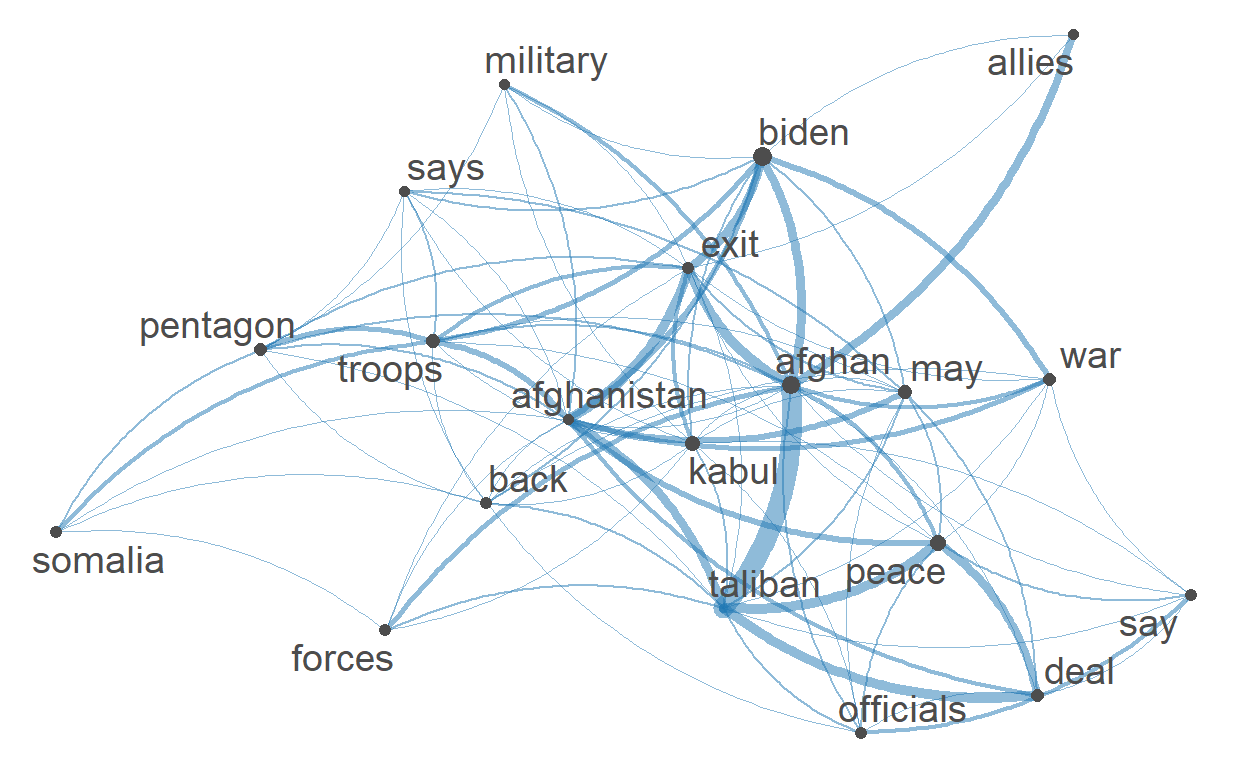 military
allies
biden
says
exit
pentagon
troops
afghan
may
war
afghanistan
kabul
back
somalia
taliban
peace
forces
say
deal
officials